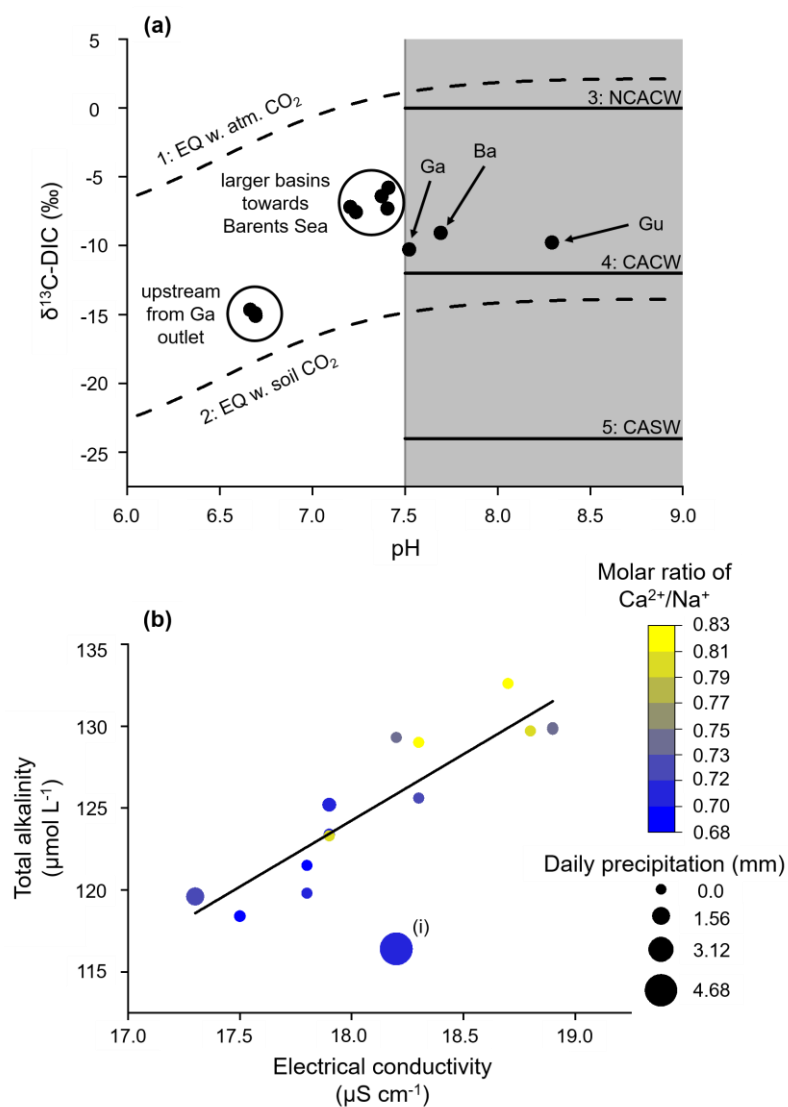 (a)
5
0
-5
-10
-15
-20
-25
δ¹³C-DIC (‰)
1: EQ w. atm. CO₂
3: NCACW
larger basins
towards
Barents Sea
Ga
Ba
Gu
4: CACW
upstream
from Ga
outlet
2: EQ w. soil CO₂
5: CASW
6.0 6.5 7.0 7.5 8.0 8.5 9.0
pH
(b)
135
130
125
120
115
Total alkalinity
(µmol L⁻¹)
(i)
17.0 17.5 18.0 18.5 19.0
Electrical conductivity
(µS cm⁻¹)
Molar ratio of
Ca²⁺/Na⁺
0.83
0.81
0.79
0.77
0.75
0.73
0.72
0.70
0.68
Daily precipitation (mm)
0.0
1.56
3.12
4.68